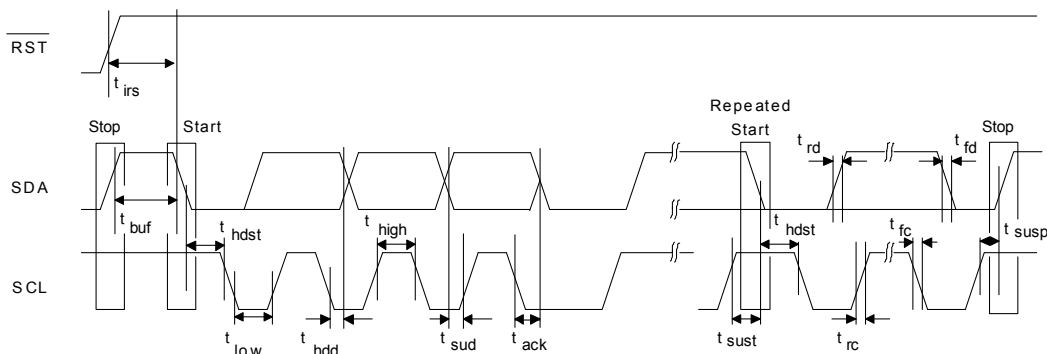 RST
t irs
Repeated
Stop
Start
Start
Stop
t rd
t fd
SDA
t buf
t hdst
t high
t hdst
t fc
t susp
SCL
t low
t hdd
t sud
t ack
t sust
t rc